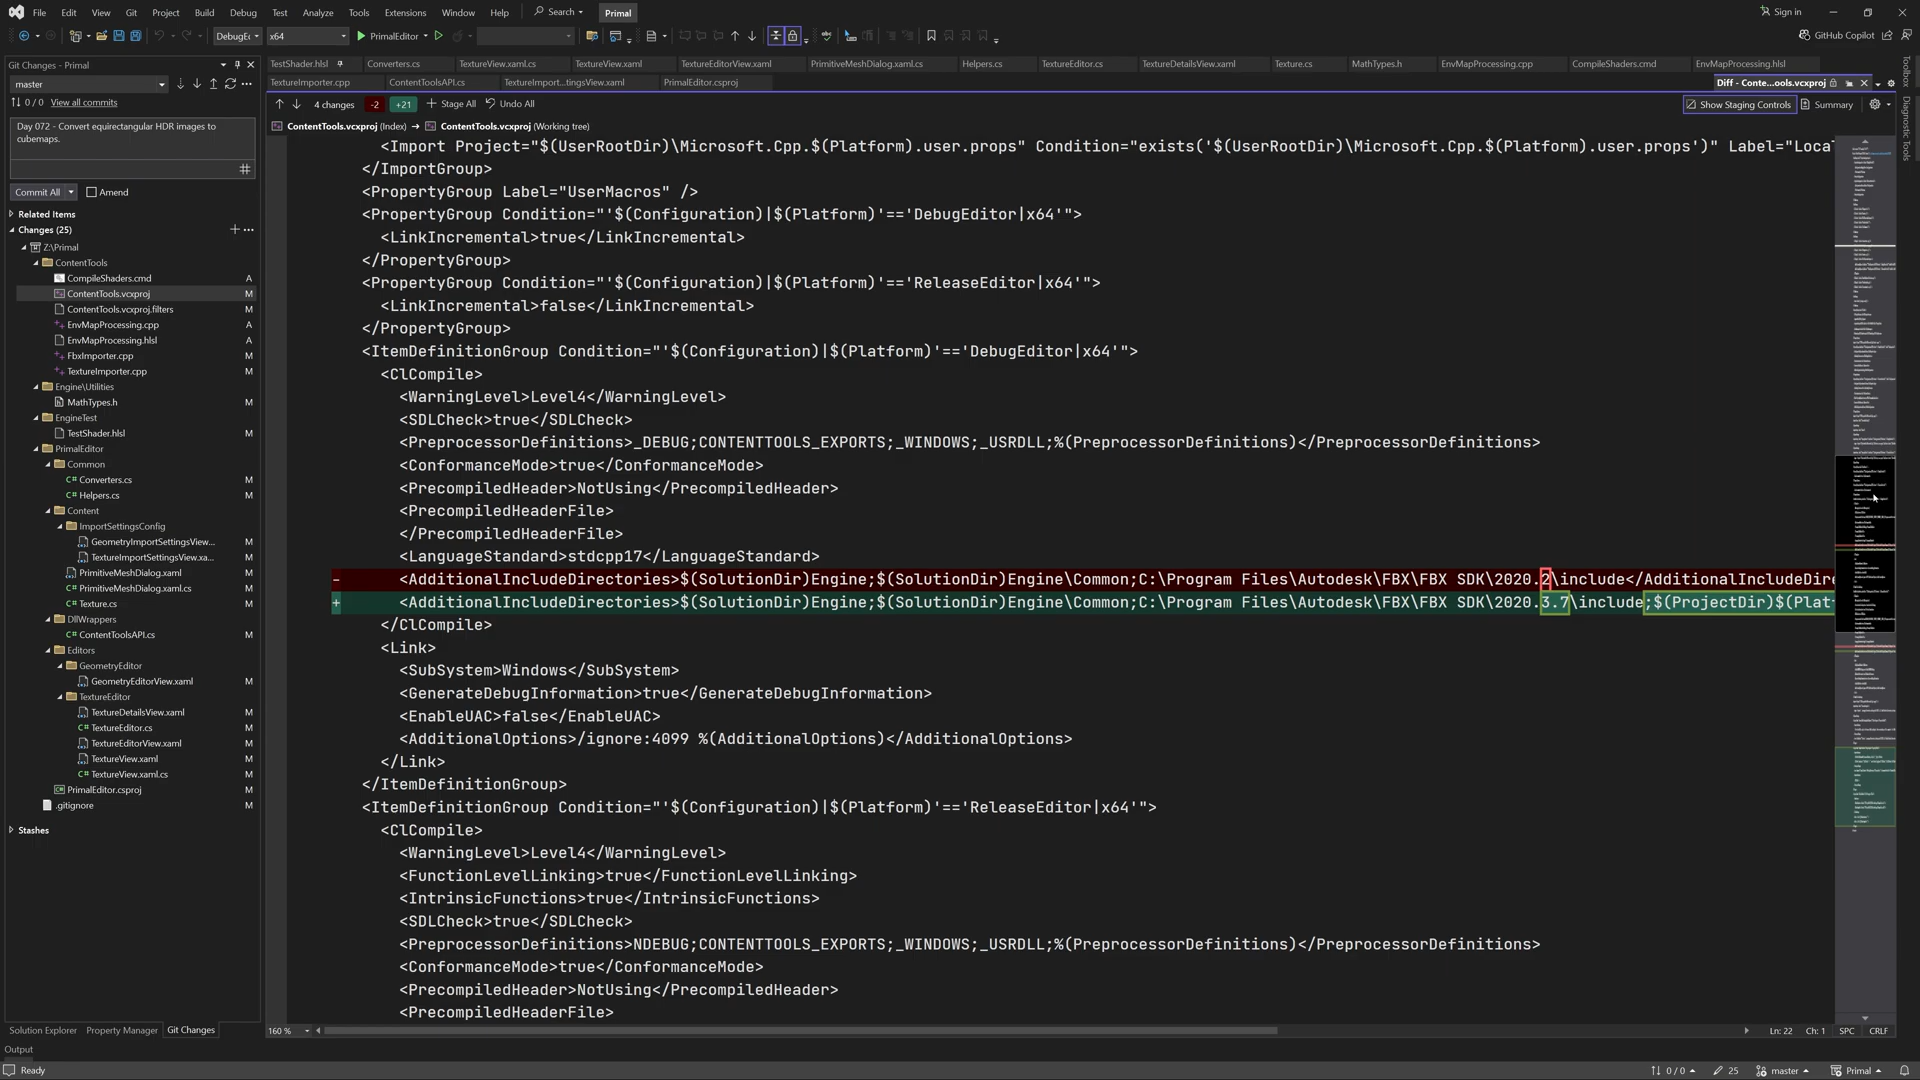 File Edit View Git Project Build Debug Test Analyze Tools Extensions Window Help Search Primal Sign in
DebugEc x64 PrimalEditor GitHub Copilot
Git Changes - Primal
TestShader.hlsl Converters.cs TextureView.xaml.cs TextureView.xaml TextureEditorView.xaml PrimitiveMeshDialog.xaml.cs Helpers.cs TextureEditor.cs TextureDetailsView.xaml Texture.cs MathTypes.h EnvMapProcessing.cpp CompileShaders.cmd EnvMapProcessing.hlsl
TextureImporter.cpp ContentToolsAPI.cs TextureImport...tingsView.xaml PrimalEditor.csproj Diff - Conte...ools.vcxproj
master
0 / 0 View all commits
4 changes -2 +21 Stage All Undo All Show Staging Controls Summary
ContentTools.vcxproj (Index) ContentTools.vcxproj (Working tree)
Day 072 - Convert equirectangular HDR images to
cubemaps.
Commit All Amend
Related Items
Changes (25)
Z:\Primal
ContentTools
CompileShaders.cmd A
ContentTools.vcxproj M
ContentTools.vcxproj.filters M
EnvMapProcessing.cpp A
EnvMapProcessing.hlsl A
FbxImporter.cpp M
TextureImporter.cpp M
Engine\Utilities
MathTypes.h M
EngineTest
TestShader.hlsl M
PrimalEditor
Common
Converters.cs M
Helpers.cs M
Content
ImportSettingsConfig
GeometryImportSettingsView... M
TextureImportSettingsView.xa... M
PrimitiveMeshDialog.xaml M
PrimitiveMeshDialog.xaml.cs M
Texture.cs M
DllWrappers
ContentToolsAPI.cs M
Editors
GeometryEditor
GeometryEditorView.xaml M
TextureEditor
TextureDetailsView.xaml M
TextureEditor.cs M
TextureEditorView.xaml M
TextureView.xaml M
TextureView.xaml.cs M
PrimalEditor.csproj M
.gitignore M
Stashes
<Import Project="$(UserRootDir)\Microsoft.Cpp.$(Platform).user.props" Condition="exists('$(UserRootDir)\Microsoft.Cpp.$(Platform).user.props')" Label="Loca
</ImportGroup>
<PropertyGroup Label="UserMacros" />
<PropertyGroup Condition="'$(Configuration)|$(Platform)'=='DebugEditor|x64'">
<LinkIncremental>true</LinkIncremental>
</PropertyGroup>
<PropertyGroup Condition="'$(Configuration)|$(Platform)'=='ReleaseEditor|x64'">
<LinkIncremental>false</LinkIncremental>
</PropertyGroup>
<ItemDefinitionGroup Condition="'$(Configuration)|$(Platform)'=='DebugEditor|x64'">
<ClCompile>
<WarningLevel>Level4</WarningLevel>
<SDLCheck>true</SDLCheck>
<PreprocessorDefinitions>_DEBUG;CONTENTTOOLS_EXPORTS;_WINDOWS;_USRDLL;%(PreprocessorDefinitions)</PreprocessorDefinitions>
<ConformanceMode>true</ConformanceMode>
<PrecompiledHeader>NotUsing</PrecompiledHeader>
<PrecompiledHeaderFile>
</PrecompiledHeaderFile>
<LanguageStandard>stdcpp17</LanguageStandard>
- <AdditionalIncludeDirectories>$(SolutionDir)Engine;$(SolutionDir)Engine\Common;C:\Program Files\Autodesk\FBX\FBX SDK\2020.2\include</AdditionalIncludeDire
+ <AdditionalIncludeDirectories>$(SolutionDir)Engine;$(SolutionDir)Engine\Common;C:\Program Files\Autodesk\FBX\FBX SDK\2020.3.7\include;$(ProjectDir)$(Plat
</ClCompile>
<Link>
<SubSystem>Windows</SubSystem>
<GenerateDebugInformation>true</GenerateDebugInformation>
<EnableUAC>false</EnableUAC>
<AdditionalOptions>/ignore:4099 %(AdditionalOptions)</AdditionalOptions>
</Link>
</ItemDefinitionGroup>
<ItemDefinitionGroup Condition="'$(Configuration)|$(Platform)'=='ReleaseEditor|x64'">
<ClCompile>
<WarningLevel>Level4</WarningLevel>
<FunctionLevelLinking>true</FunctionLevelLinking>
<IntrinsicFunctions>true</IntrinsicFunctions>
<SDLCheck>true</SDLCheck>
<PreprocessorDefinitions>NDEBUG;CONTENTTOOLS_EXPORTS;_WINDOWS;_USRDLL;%(PreprocessorDefinitions)</PreprocessorDefinitions>
<ConformanceMode>true</ConformanceMode>
<PrecompiledHeader>NotUsing</PrecompiledHeader>
<PrecompiledHeaderFile>
Toolbox
Diagnostic Tools
Solution Explorer Property Manager Git Changes 160 % Ln: 22 Ch: 1 SPC CRLF
Output
Ready 0 / 0 25 master Primal